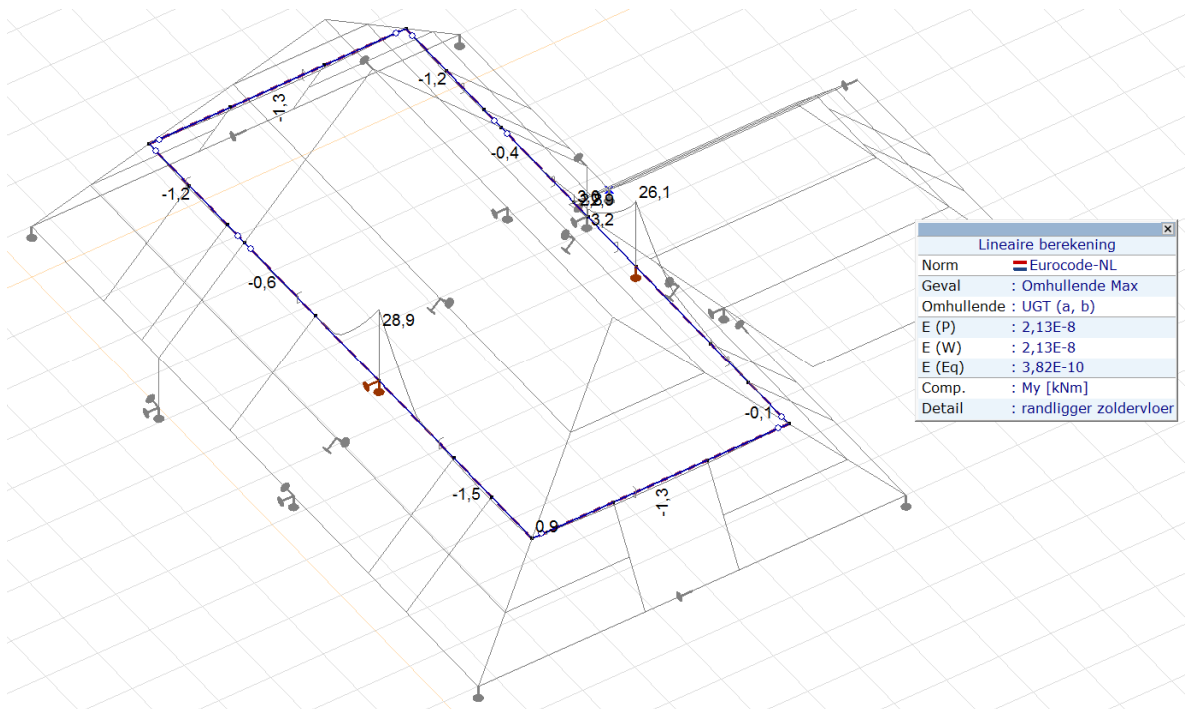 -1,2
-1,3
-0,4
-1,2
26,1
3,2
-0,6
28,9
-0,1
-1,5
-1,3
0,9
Lineaire berekening
Norm Eurocode-NL
Geval : Omhullende Max
Omhullende : UGT (a, b)
E (P) : 2,13E-8
E (W) : 2,13E-8
E (Eq) : 3,82E-10
Comp. : My [kNm]
Detail : randligger zoldervloer